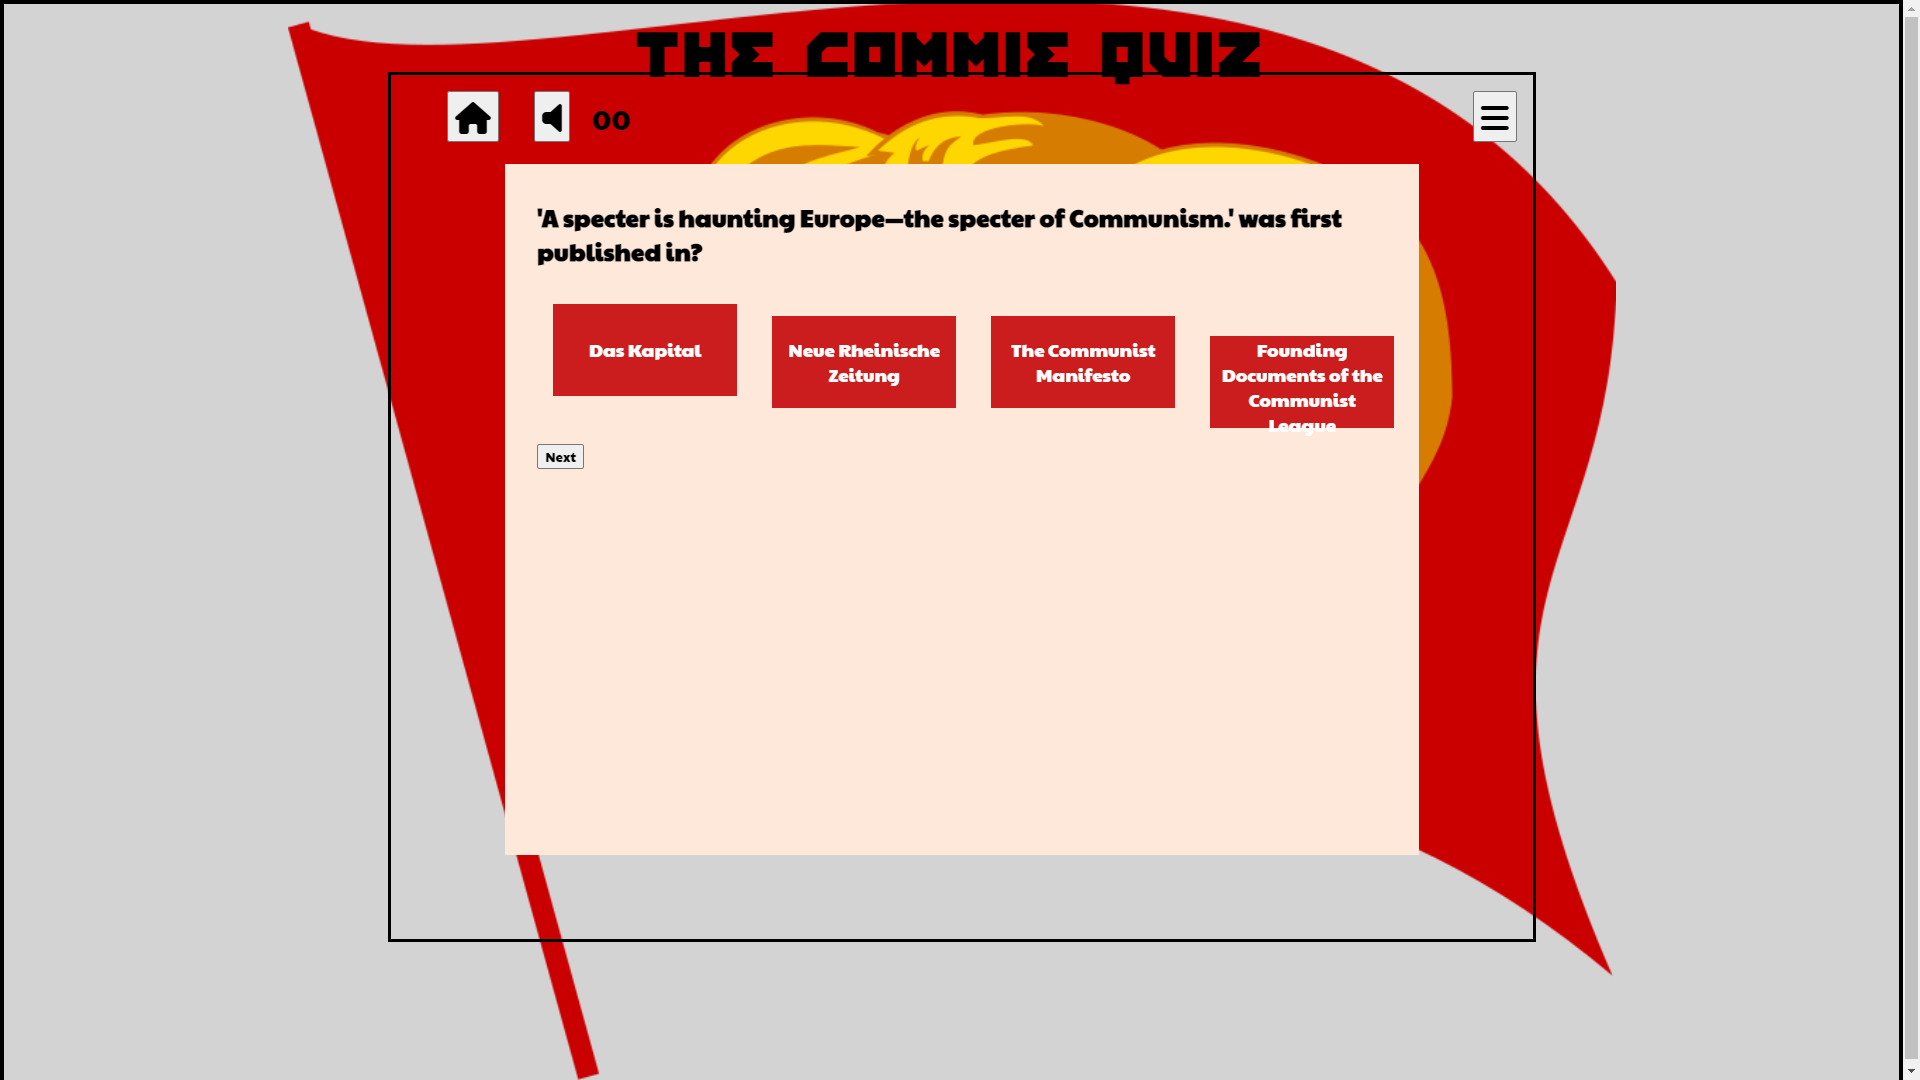 THE COMMIE QUIZ
00
'A specter is haunting Europe—the specter of Communism.' was first
published in?
Das Kapital
Neue Rheinische
Zeitung
The Communist
Manifesto
Founding
Documents of the
Communist
League
Next